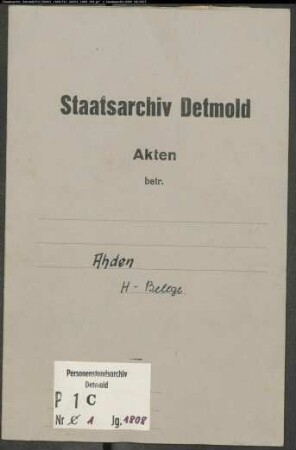 Staatsarchiv Detmold
Akten
betr.
Ahden
H - Belege
Personenstandsarchiv
Detmold
P 1 C
Nr 1 Jg. 1808